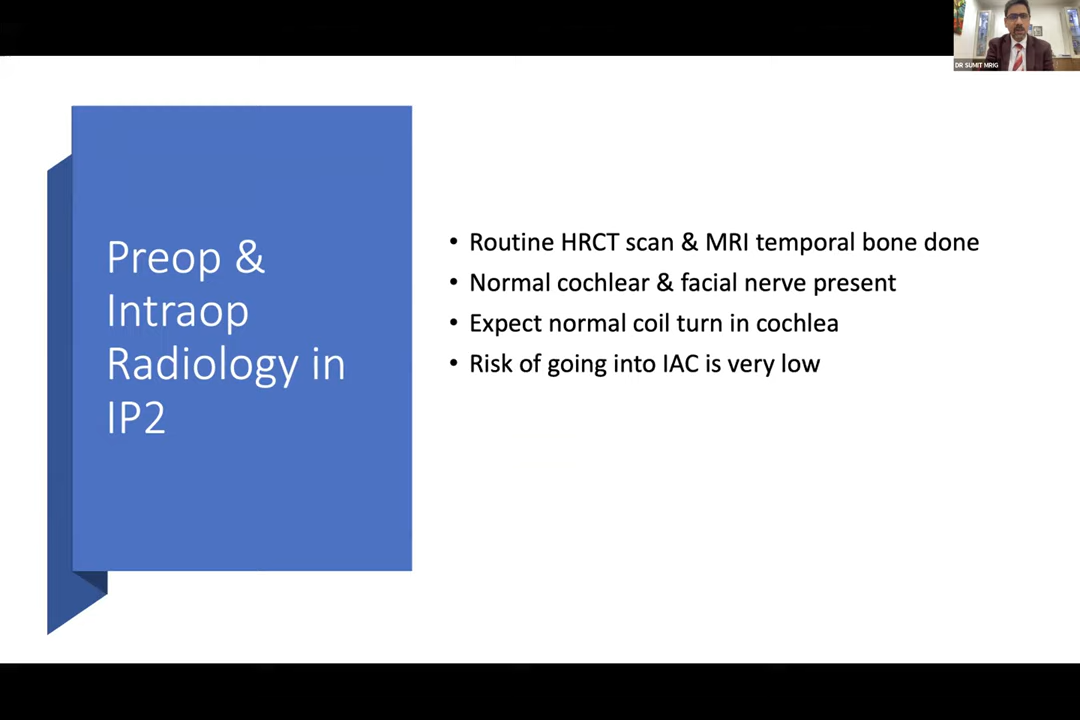 DR SUMIT MRIG
Preop &
Intraop
Radiology in
IP2
• Routine HRCT scan & MRI temporal bone done
• Normal cochlear & facial nerve present
• Expect normal coil turn in cochlea
• Risk of going into IAC is very low